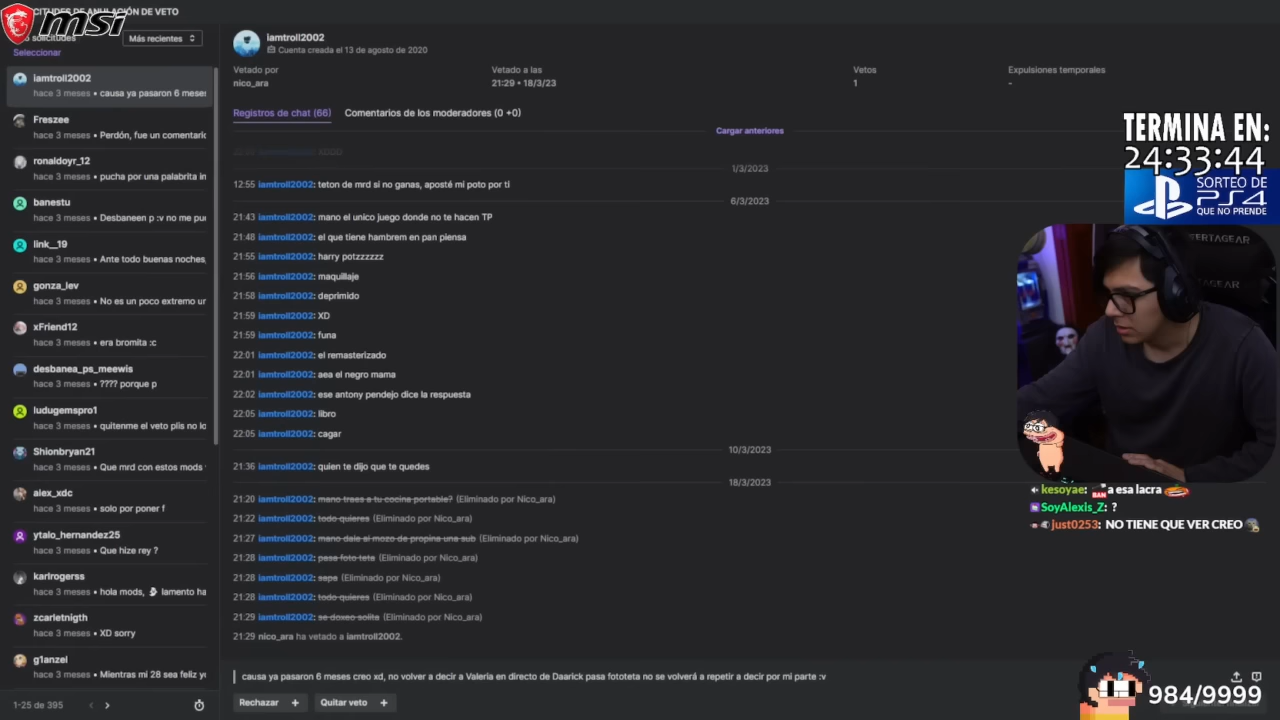 CITUDES DE ANULACIÓN DE VETO
msi
solicitudes
Más recientes
Seleccionar
iamtroll2002
hace 3 meses • causa ya pasaron 6 meses
Freszee
hace 3 meses • Perdón, fue un comentario
ronaldoyr_12
hace 3 meses • pucha por una palabrita in
banestu
hace 3 meses • Desbaneen p :v no me pue
link__19
hace 3 meses • Ante todo buenas noches,
gonza_lev
hace 3 meses • No es un poco extremo un
xFriend12
hace 3 meses • era bromita :c
desbanea_ps_meewis
hace 3 meses • ???? porque p
ludugemspro1
hace 3 meses • quitenme el veto plis no lo
Shionbryan21
hace 3 meses • Que mrd con estos mods
alex_xdc
hace 3 meses • solo por poner f
ytalo_hernandez25
hace 3 meses • Que hize rey ?
karlrogerss
hace 3 meses • hola mods, lamento ha
zcarletnigth
hace 3 meses • XD sorry
g1anzel
hace 3 meses • Mientras mi 28 sea feliz yo
1-25 de 395
iamtroll2002
Cuenta creada el 13 de agosto de 2020
Vetado por
nico_ara
Vetado a las
21:29 • 18/3/23
Vetos
1
Expulsiones temporales
-
Registros de chat (66)
Comentarios de los moderadores (0 +0)
Cargar anteriores
1/3/2023
12:55 iamtroll2002: teton de mrd si no ganas, aposté mi poto por ti
6/3/2023
21:43 iamtroll2002: mano el unico juego donde no te hacen TP
21:48 iamtroll2002: el que tiene hambrem en pan piensa
21:55 iamtroll2002: harry potzzzzzz
21:56 iamtroll2002: maquillaje
21:58 iamtroll2002: deprimido
21:59 iamtroll2002: XD
21:59 iamtroll2002: funa
22:01 iamtroll2002: el remasterizado
22:01 iamtroll2002: aea el negro mama
22:02 iamtroll2002: ese antony pendejo dice la respuesta
22:05 iamtroll2002: libro
22:05 iamtroll2002: cagar
10/3/2023
21:36 iamtroll2002: quien te dijo que te quedes
18/3/2023
21:20 iamtroll2002: mano traes a tu cocina portable? (Eliminado por Nico_ara)
21:22 iamtroll2002: todo quieres (Eliminado por Nico_ara)
21:27 iamtroll2002: mano dale al mozo de propina una sub (Eliminado por Nico_ara)
21:28 iamtroll2002: pasa foto teta (Eliminado por Nico_ara)
21:28 iamtroll2002: sapa (Eliminado por Nico_ara)
21:28 iamtroll2002: todo quieres (Eliminado por Nico_ara)
21:29 iamtroll2002: se doxeo solita (Eliminado por Nico_ara)
21:29 nico_ara ha vetado a iamtroll2002.
causa ya pasaron 6 meses creo xd, no volver a decir a Valeria en directo de Daarick pasa fototeta no se volverá a repetir a decir por mi parte :v
Rechazar +
Quitar veto +
TERMINA EN:
24:33:44
SORTEO DE
PS4
QUE NO PRENDE
VERTAGEAR
kesoyae: BAN a esa lacra
SoyAlexis_Z: ?
just0253: NO TIENE QUE VER CREO
984/9999